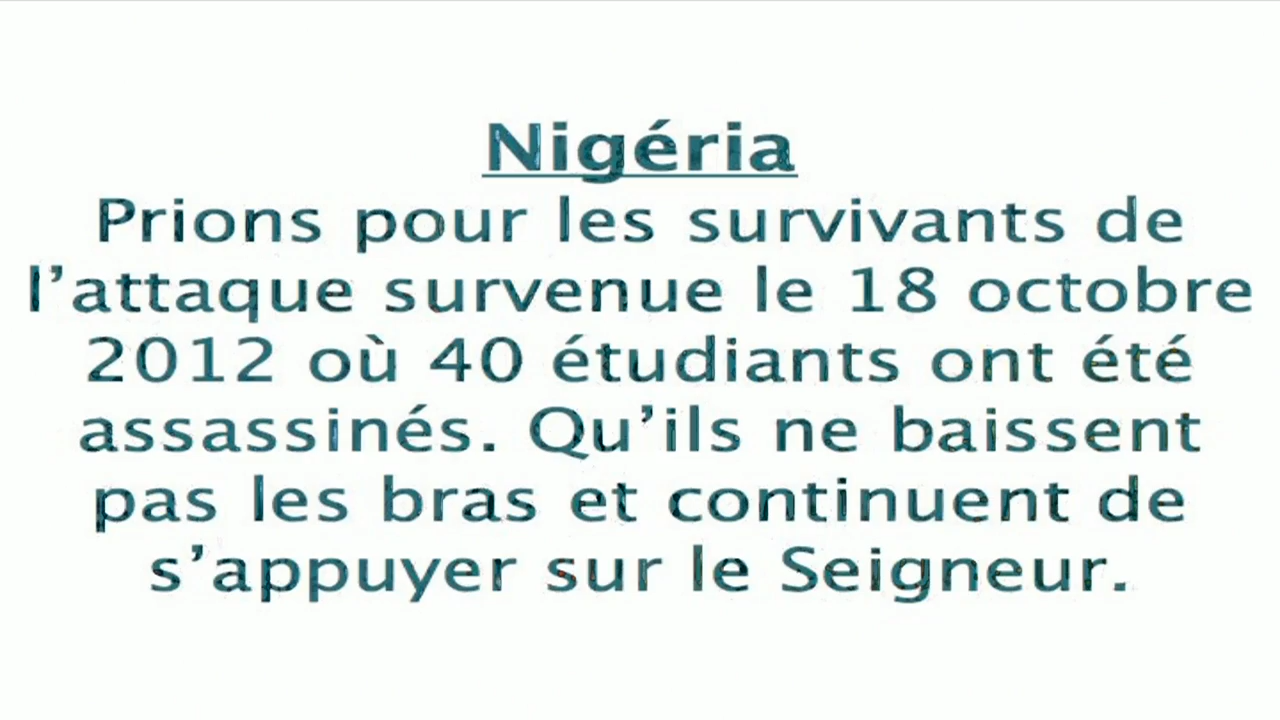 Nigéria
Prions pour les survivants de
l’attaque survenue le 18 octobre
2012 où 40 étudiants ont été
assassinés. Qu’ils ne baissent
pas les bras et continuent de
s’appuyer sur le Seigneur.